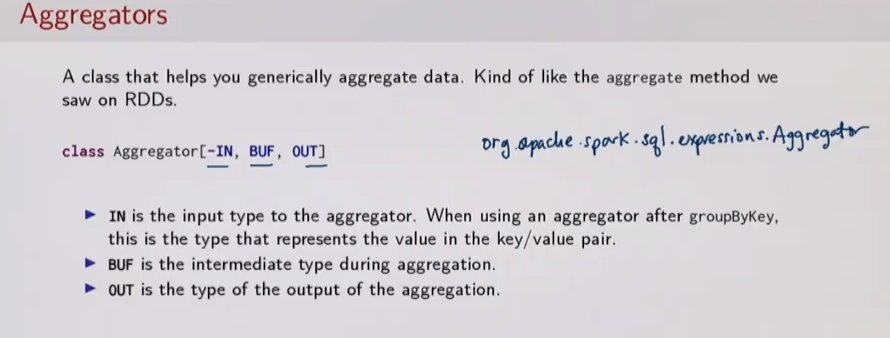 Aggregators
A class that helps you generically aggregate data. Kind of like the aggregate method we
saw on RDDs.
class Aggregator[-IN, BUF, OUT]
org.apache.spark.sql.expressions.Aggregator
▶ IN is the input type to the aggregator. When using an aggregator after groupByKey,
this is the type that represents the value in the key/value pair.
▶ BUF is the intermediate type during aggregation.
▶ OUT is the type of the output of the aggregation.